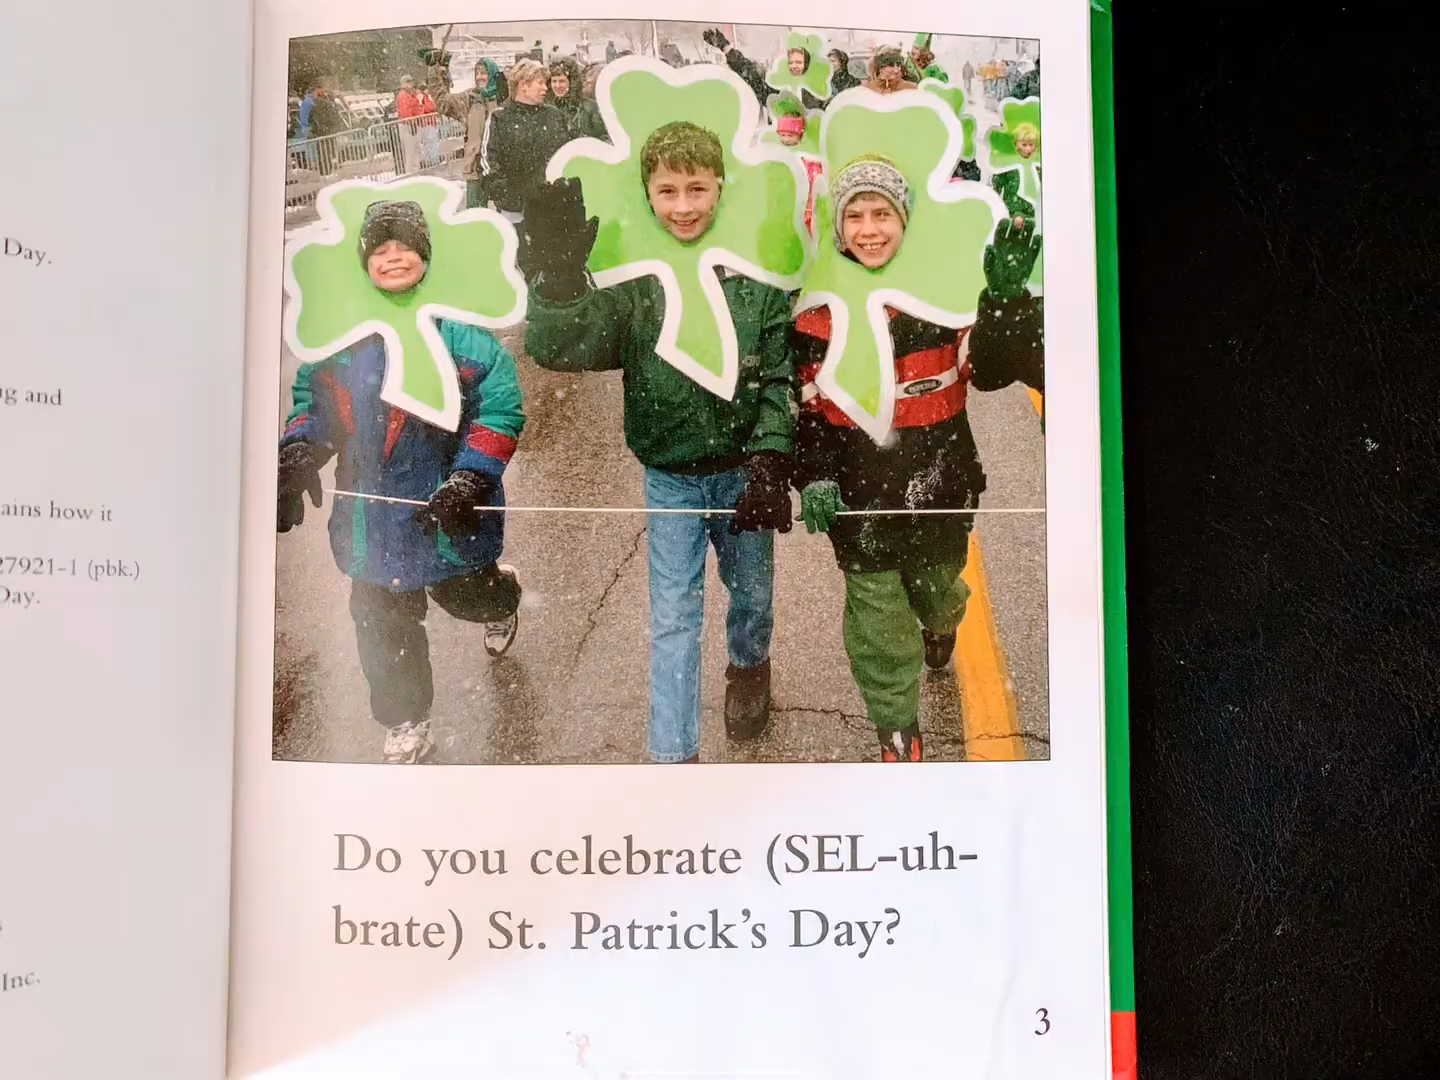 Day.
ng and
ains how it
27921-1 (pbk.)
Day.
Inc.
Do you celebrate (SEL-uh-
brate) St. Patrick's Day?
3